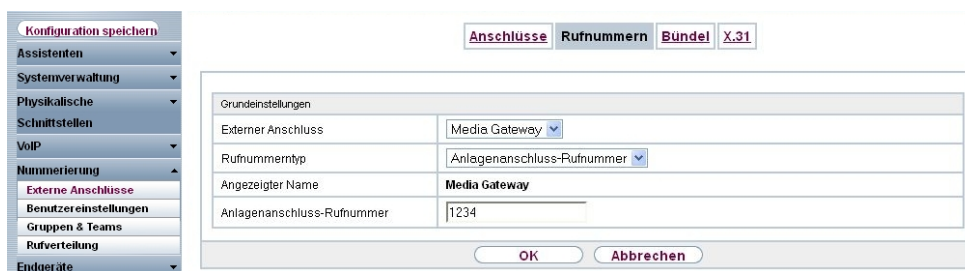 Konfiguration speichern
Assistenten
Systemverwaltung
Physikalische
Schnittstellen
VoIP
Nummerierung
Externe Anschlüsse
Benutzereinstellungen
Gruppen & Teams
Rufverteilung
Endgeräte
Anschlüsse Rufnummern Bündel X.31
Grundeinstellungen
Externer Anschluss Media Gateway
Rufnummerntyp Anlagenanschluss-Rufnummer
Angezeigter Name Media Gateway
Anlagenanschluss-Rufnummer 1234
OK Abbrechen